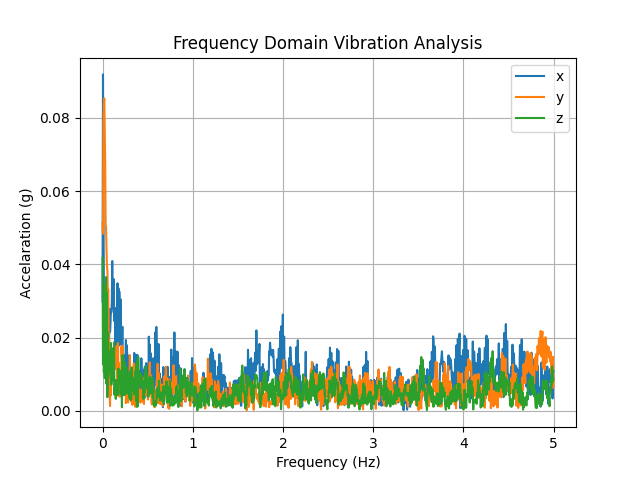 Frequency Domain Vibration Analysis
x
y
z
Accelaration (g)
0.08
0.06
0.04
0.02
0.00
0 1 2 3 4 5
Frequency (Hz)